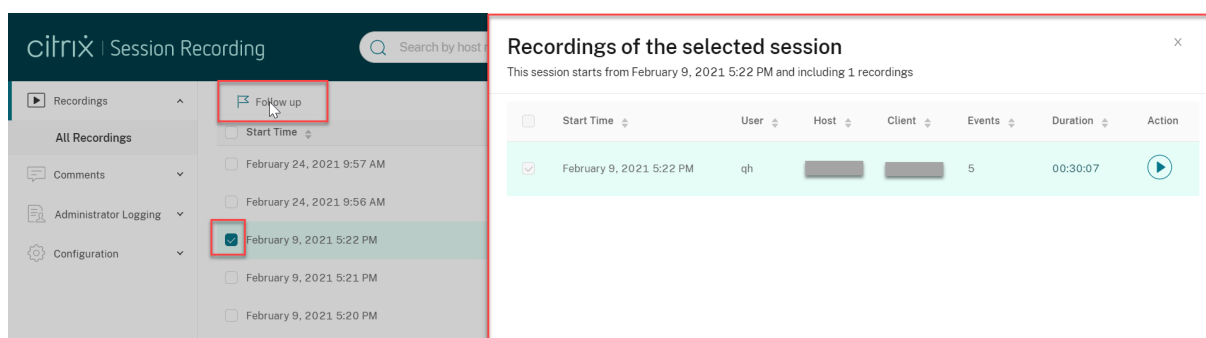 citrix | Session Recording
Search by host
Recordings
All Recordings
Comments
Administrator Logging
Configuration
Follow up
Start Time
February 24, 2021 9:57 AM
February 24, 2021 9:56 AM
February 9, 2021 5:22 PM
February 9, 2021 5:21 PM
February 9, 2021 5:20 PM
Recordings of the selected session
This session starts from February 9, 2021 5:22 PM and including 1 recordings
Start Time User Host Client Events Duration Action
February 9, 2021 5:22 PM qh 5 00:30:07